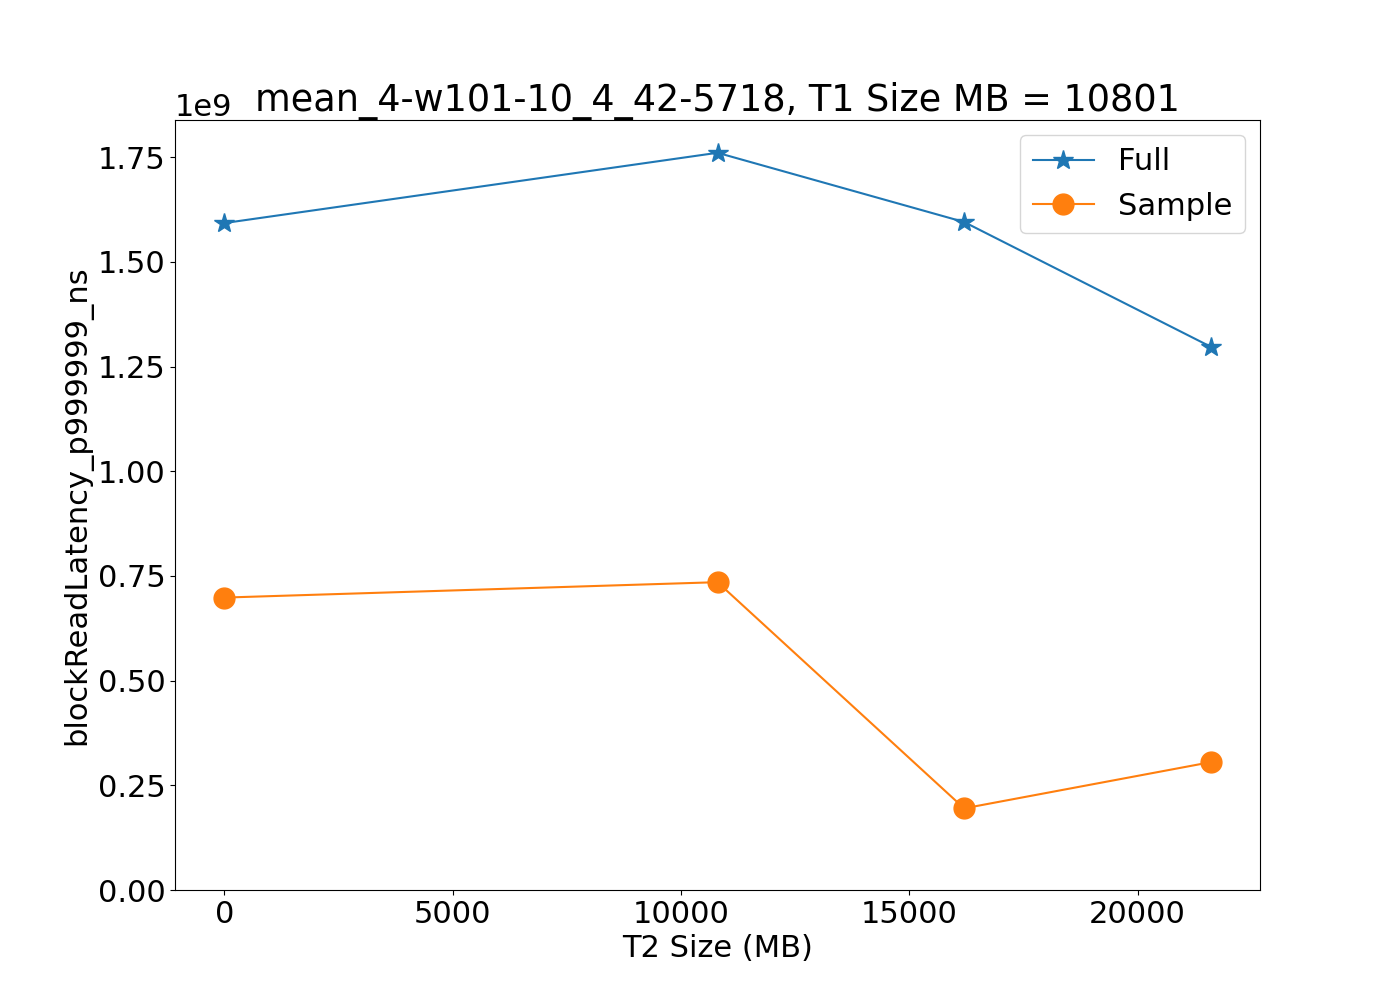 1e9
mean_4-w101-10_4_42-5718, T1 Size MB = 10801
Full
Sample
1.75
1.50
1.25
1.00
0.75
0.50
0.25
0.00
blockReadLatency_p999999_ns
0 5000 10000 15000 20000
T2 Size (MB)